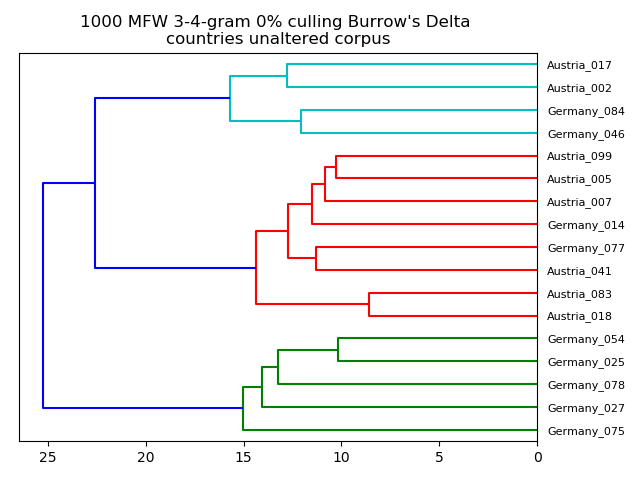 1000 MFW 3-4-gram 0% culling Burrow's Delta
countries unaltered corpus
Austria_017
Austria_002
Germany_084
Germany_046
Austria_099
Austria_005
Austria_007
Germany_014
Germany_077
Austria_041
Austria_083
Austria_018
Germany_054
Germany_025
Germany_078
Germany_027
Germany_075
25 20 15 10 5 0